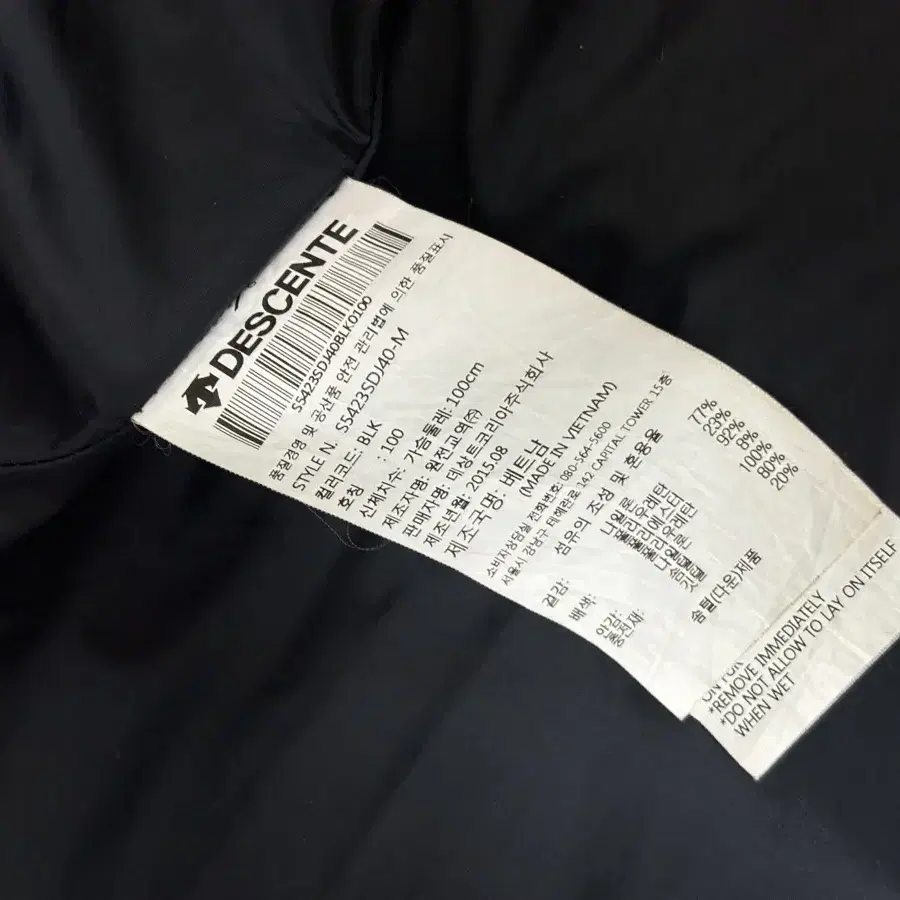 DESCENTE
S5423SDJ40BLK0100
품질경영 및 공산품 안전 관리법에 의한 품질표시
STYLE N. S5423SDJ40-M
컬러코드: BLK
호칭 : 100
신체치수: 가슴둘레: 100cm
제조자명: 원전교역㈜
판매자명: 데상트코리아주식회사
제조년월: 2015.08
제조국명: 베트남
(MADE IN VIETNAM)
소비자상담실 전화번호: 080-564-5600
서울시 강남구 테헤란로 142 CAPITAL TOWER 15층
섬유의 조성 및 혼용율
겉감: 나일론 77%
폴리우레탄 23%
배색: 92%
8%
안감: 100%
충전재: 솜털 80%
깃털 20%
솜털(다운)제품
*REMOVE IMMEDIATELY
*DO NOT ALLOW TO LAY ON ITSELF
WHEN WET